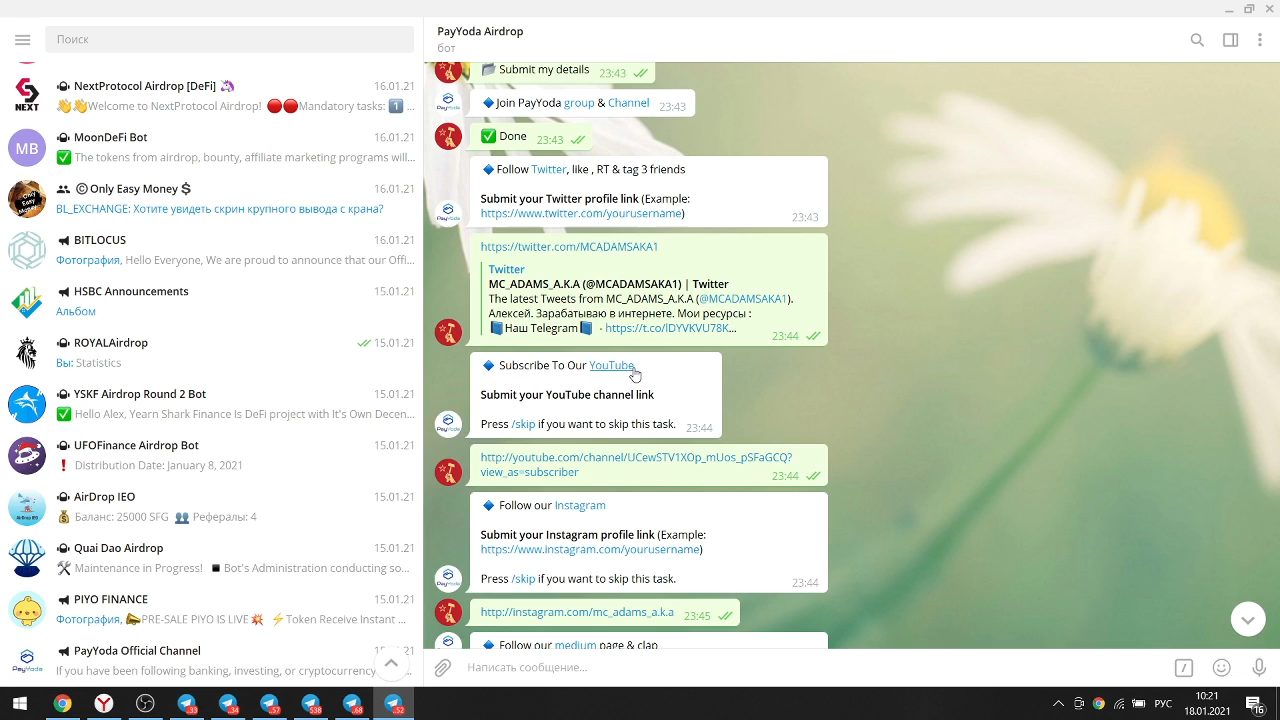 Поиск
NextProtocol Airdrop [DeFi] 🦄 16.01.21
👋👋Welcome to NextProtocol Airdrop! 🔴🔴Mandatory tasks: 1️⃣ ...
NEXT
MB
MoonDeFi Bot 16.01.21
✅ The tokens from airdrop, bounty, affiliate marketing programs will...
Only Easy Money
©Only Easy Money💲 16.01.21
BL_EXCHANGE: Хотите увидеть скрин крупного вывода с крана?
BITLOCUS 16.01.21
Фотография, Hello Everyone, We are proud to announce that our Offi...
HSBC Announcements 15.01.21
Альбом
ROYALAirdrop 15.01.21
Вы: Statistics
YSKF Airdrop Round 2 Bot 15.01.21
✅ Hello Alex, Yearn Shark Finance Is DeFi project with It's Own Decen...
UFOFinance Airdrop Bot 15.01.21
❗ Distribution Date: January 8, 2021
AirDrop IEO 15.01.21
💰 Баланс: 25000 SFG 👥 Рефералы: 4
Quai Dao Airdrop 15.01.21
🛠 Maintenance in Progress! ◾ Bot's Administration conducting so...
PIYO FINANCE 15.01.21
Фотография, 📣PRE-SALE PIYO IS LIVE💥 ⚡Token Receive Instant ...
PayYoda Official Channel
If you have been following banking, investing, or cryptocurrency
PayYoda
PayYoda Airdrop
бот
📂 Submit my details 23:43
🔹Join PayYoda group & Channel 23:43
✅ Done 23:43
🔹Follow Twitter, like , RT & tag 3 friends
Submit your Twitter profile link (Example:
https://www.twitter.com/yourusername) 23:43
https://twitter.com/MCADAMSAKA1
Twitter
MC_ADAMS_A.K.A (@MCADAMSAKA1) | Twitter
The latest Tweets from MC_ADAMS_A.K.A (@MCADAMSAKA1).
Алексей. Зарабатываю в интернете. Мои ресурсы :
📘Наш Telegram📘 - https://t.co/lDYVKVU78K... 23:44
🔹 Subscribe To Our YouTube
Submit your YouTube channel link
Press /skip if you want to skip this task. 23:44
http://youtube.com/channel/UCewSTV1XOp_mUos_pSFaGCQ?
view_as=subscriber 23:44
🔹 Follow our Instagram
Submit your Instagram profile link (Example:
https://www.instagram.com/yourusername)
Press /skip if you want to skip this task. 23:44
http://instagram.com/mc_adams_a.k.a 23:45
🔹 Follow our medium page & clap
Написать сообщение...
РУС
10:21
18.01.2021